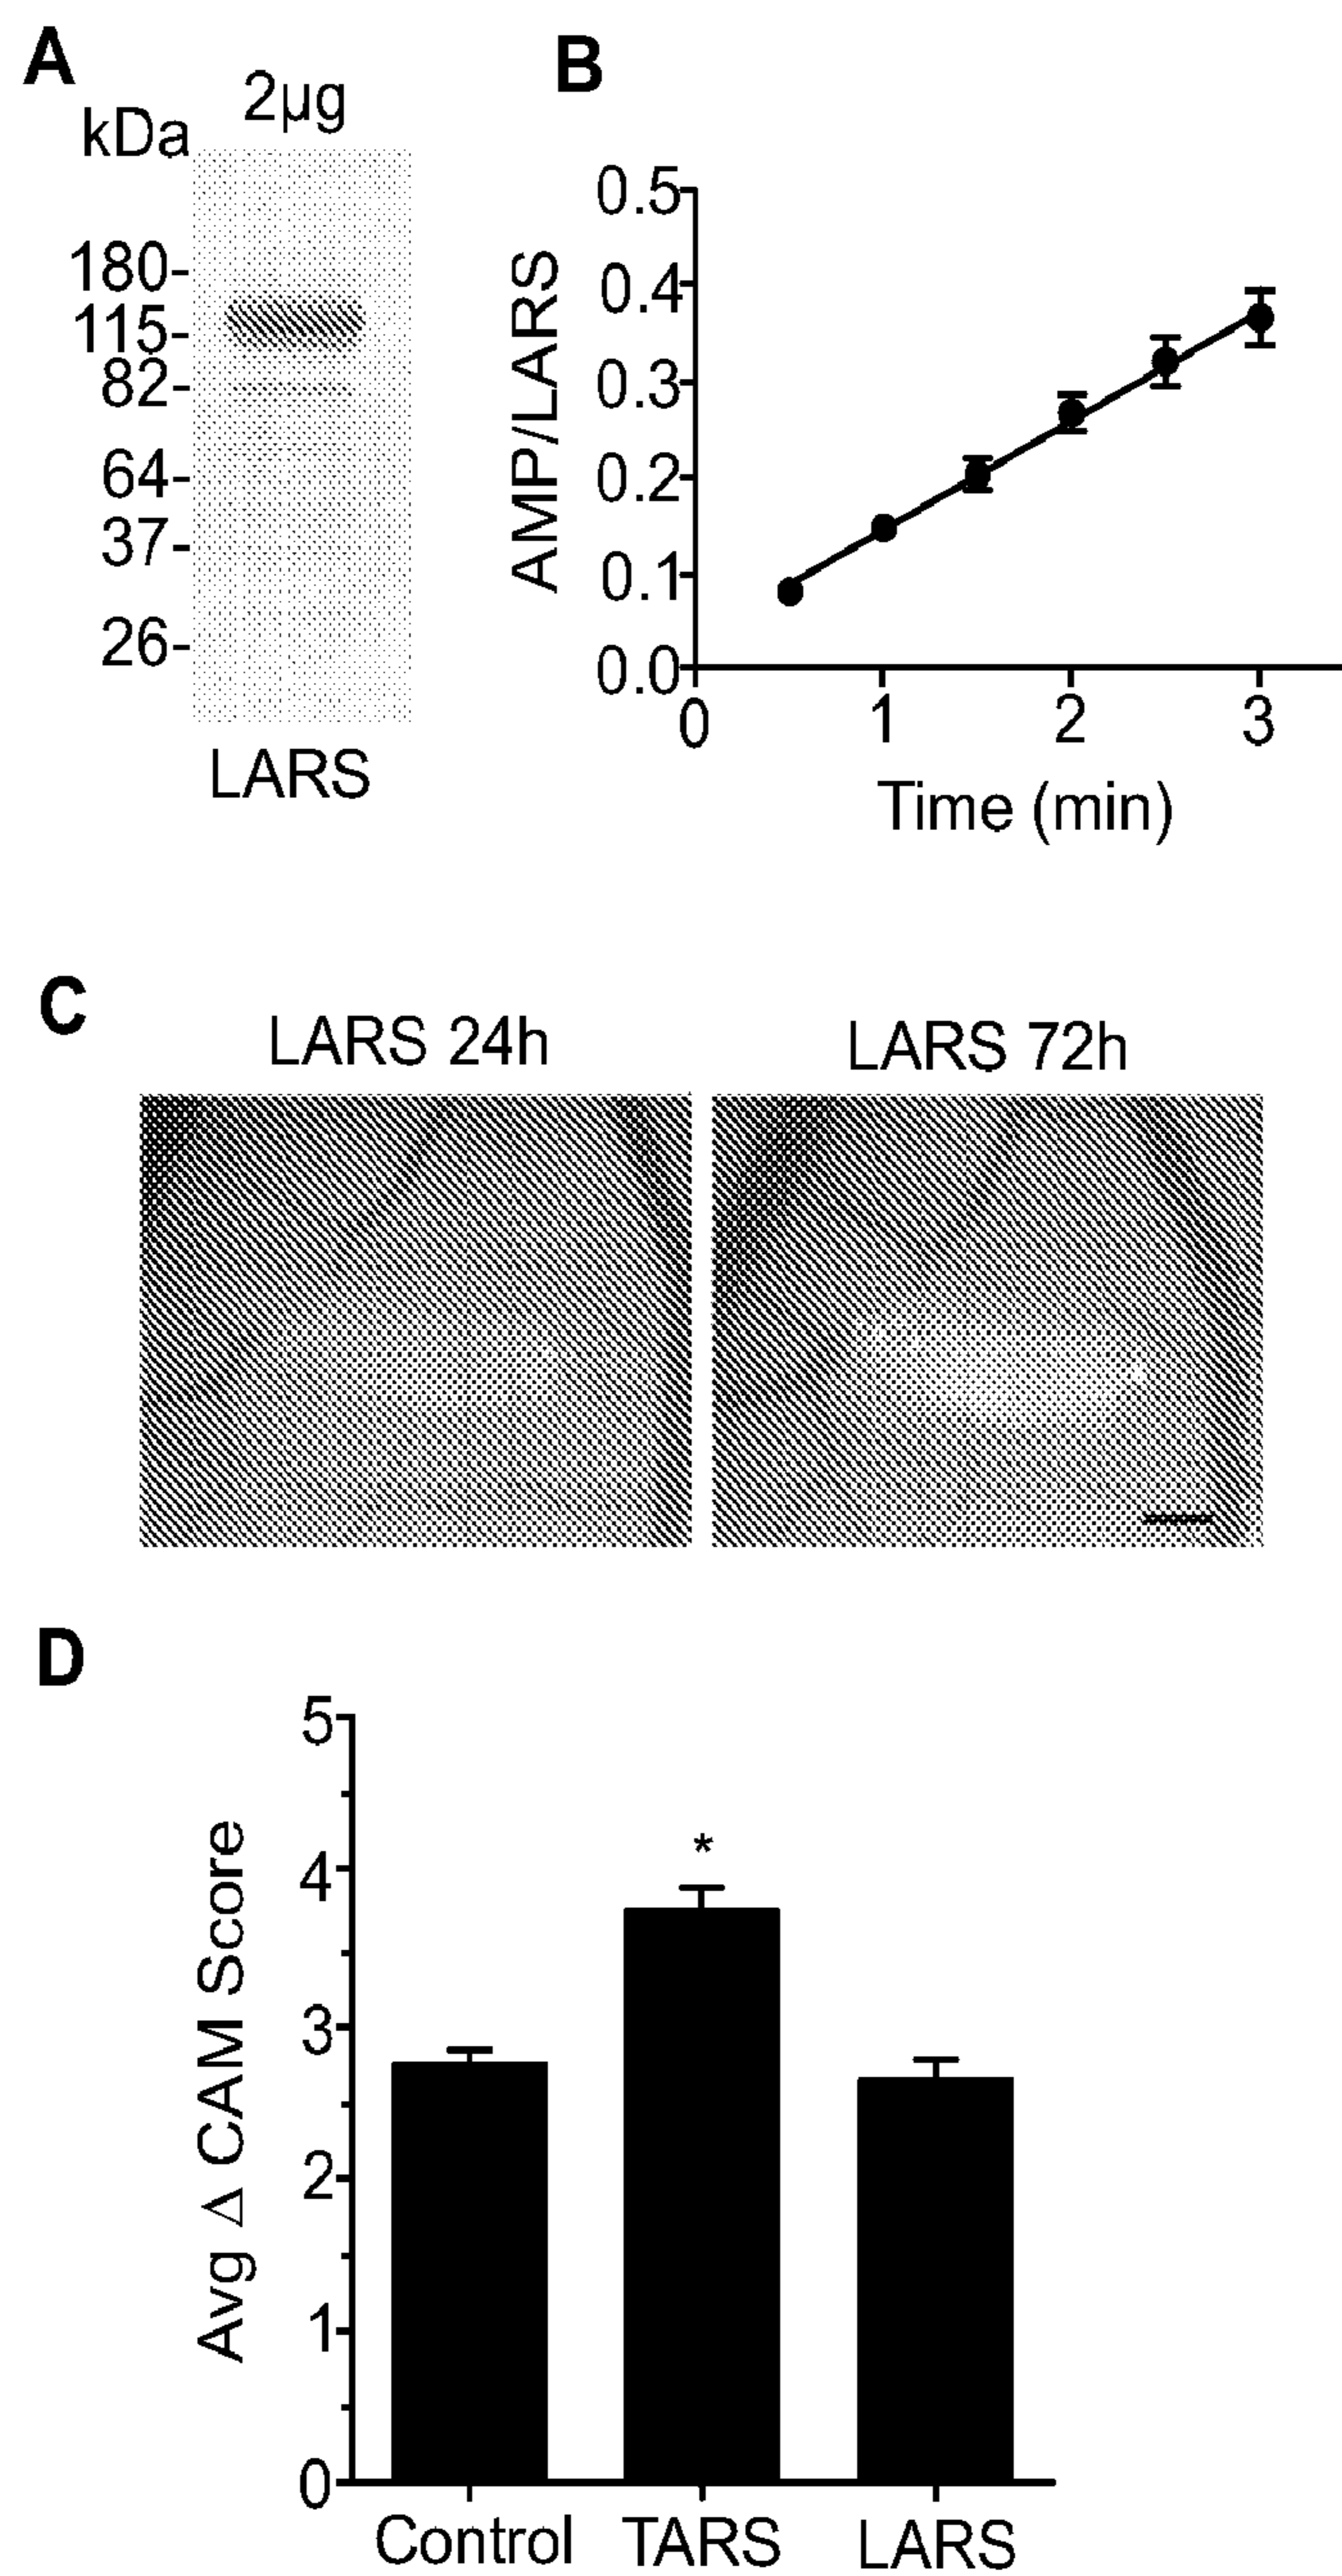 A
2µg
kDa
180-
115-
82-
64-
37-
26-
LARS
B
AMP/LARS
0.5
0.4
0.3
0.2
0.1
0.0
0 1 2 3
Time (min)
C
LARS 24h
LARS 72h
D
Avg Δ CAM Score
5
4
*
3
2
1
0
Control TARS LARS